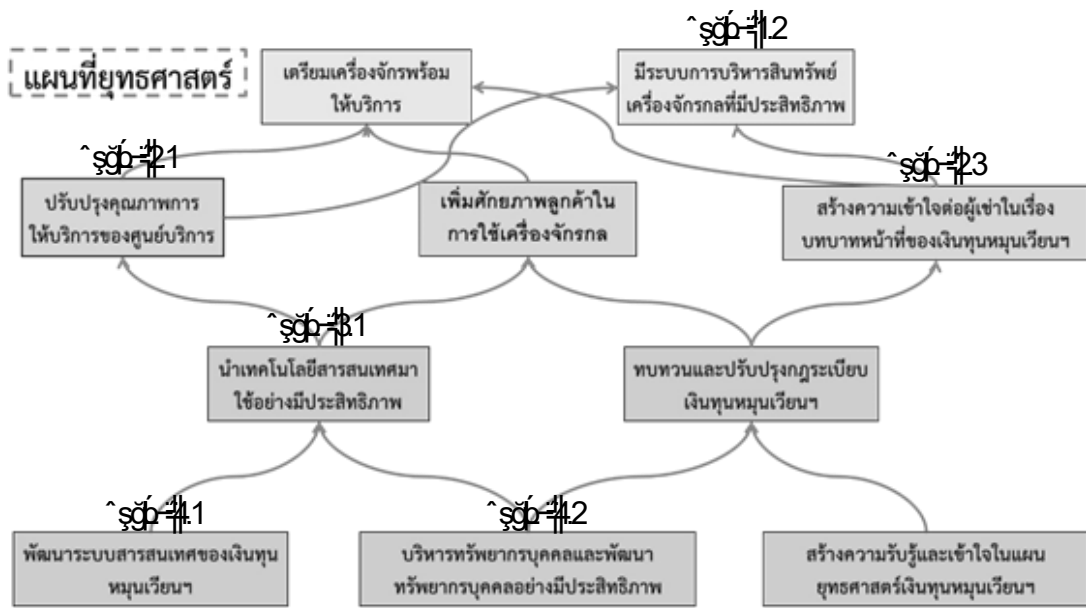 แผนที่ยุทธศาสตร์
เตรียมเครื่องจักรพร้อม
ให้บริการ
1.2
มีระบบการบริหารสินทรัพย์
เครื่องจักรกลที่มีประสิทธิภาพ
2.1
ปรับปรุงคุณภาพการ
ให้บริการของศูนย์บริการ
เพิ่มศักยภาพลูกค้าใน
การใช้เครื่องจักรกล
2.3
สร้างความเข้าใจต่อผู้เช่าในเรื่อง
บทบาทหน้าที่ของเงินทุนหมุนเวียนฯ
3.1
นำเทคโนโลยีสารสนเทศมา
ใช้อย่างมีประสิทธิภาพ
ทบทวนและปรับปรุงกฎระเบียบ
เงินทุนหมุนเวียนฯ
4.1
พัฒนาระบบสารสนเทศของเงินทุน
หมุนเวียนฯ
4.2
บริหารทรัพยากรบุคคลและพัฒนา
ทรัพยากรบุคคลอย่างมีประสิทธิภาพ
สร้างความรับรู้และเข้าใจในแผน
ยุทธศาสตร์เงินทุนหมุนเวียนฯ